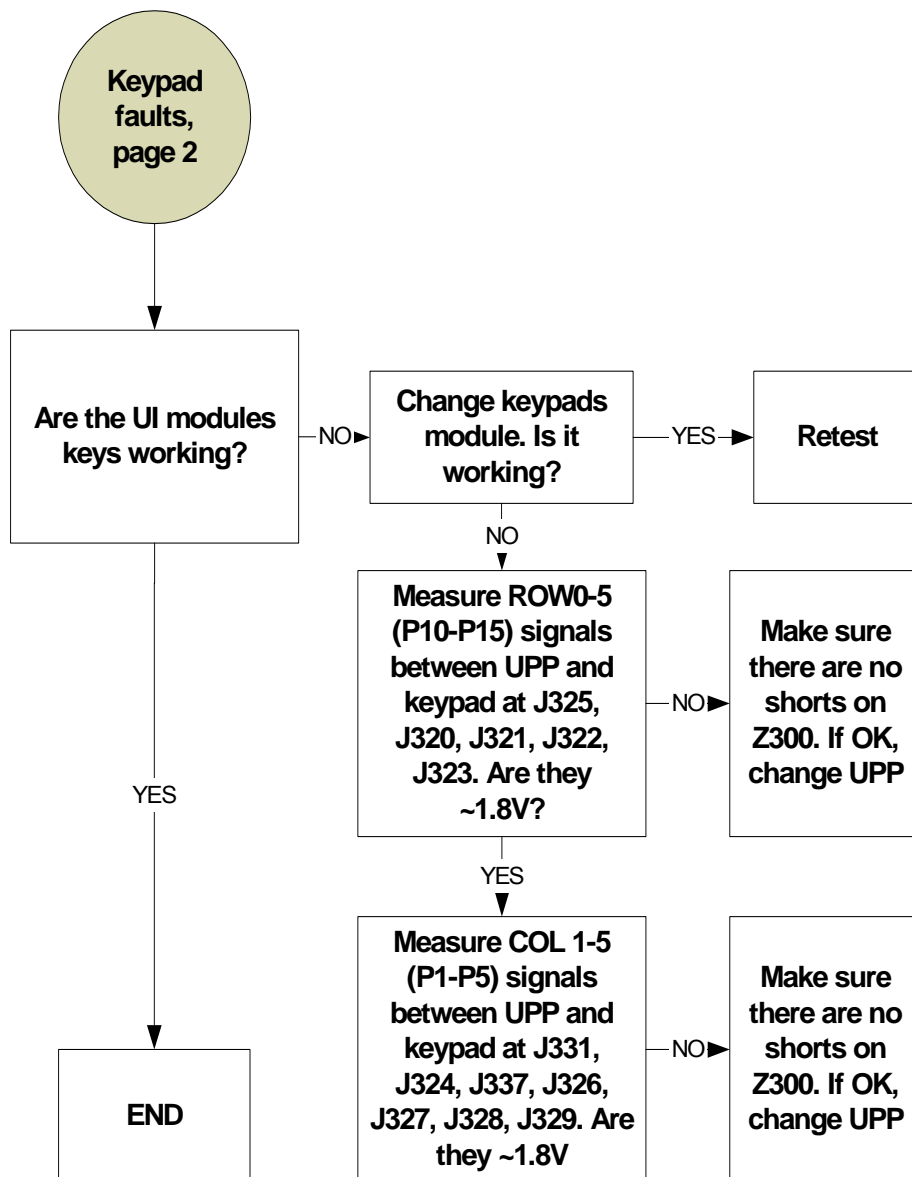 Keypad
faults,
page 2
Are the UI modules
keys working?
NO
Change keypads
module. Is it
working?
YES
Retest
NO
Measure ROW0-5
(P10-P15) signals
between UPP and
keypad at J325,
J320, J321, J322,
J323. Are they
~1.8V?
NO
Make sure
there are no
shorts on
Z300. If OK,
change UPP
YES
YES
Measure COL 1-5
(P1-P5) signals
between UPP and
keypad at J331,
J324, J337, J326,
J327, J328, J329. Are
they ~1.8V
NO
Make sure
there are no
shorts on
Z300. If OK,
change UPP
END